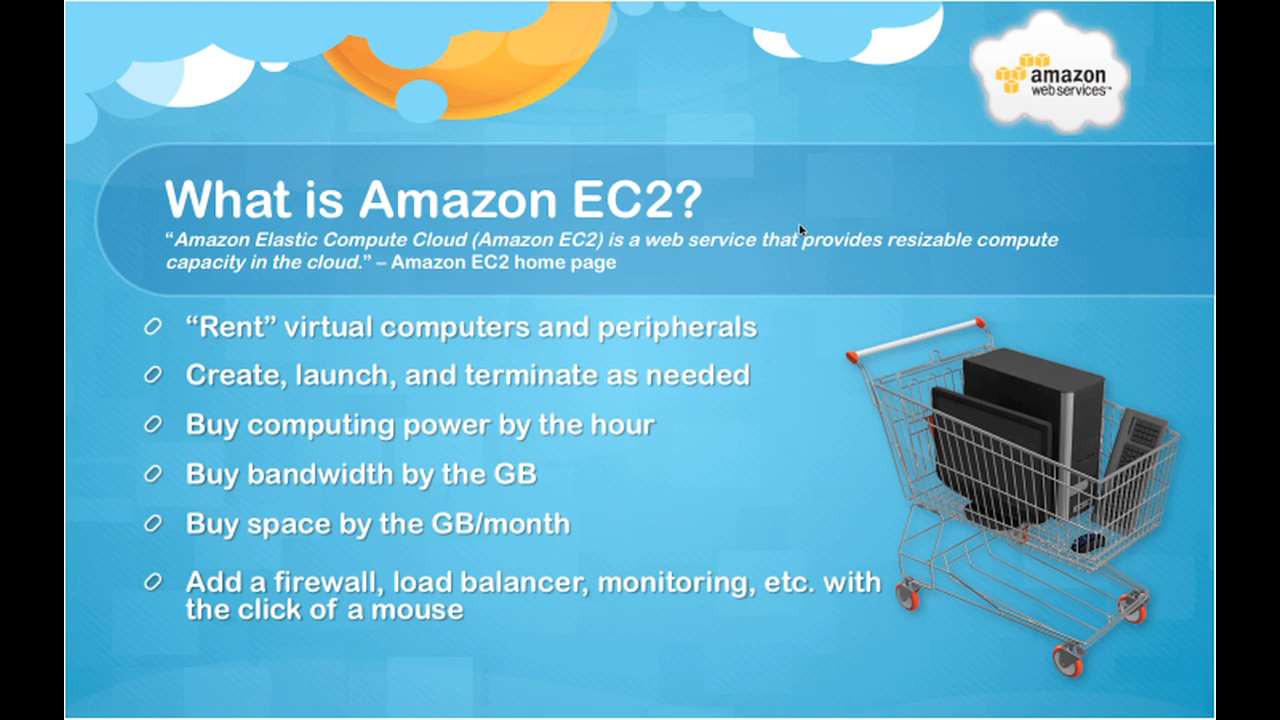 amazon
webservices™
What is Amazon EC2?
“Amazon Elastic Compute Cloud (Amazon EC2) is a web service that provides resizable compute
capacity in the cloud.” – Amazon EC2 home page
“Rent” virtual computers and peripherals
Create, launch, and terminate as needed
Buy computing power by the hour
Buy bandwidth by the GB
Buy space by the GB/month
Add a firewall, load balancer, monitoring, etc. with
the click of a mouse